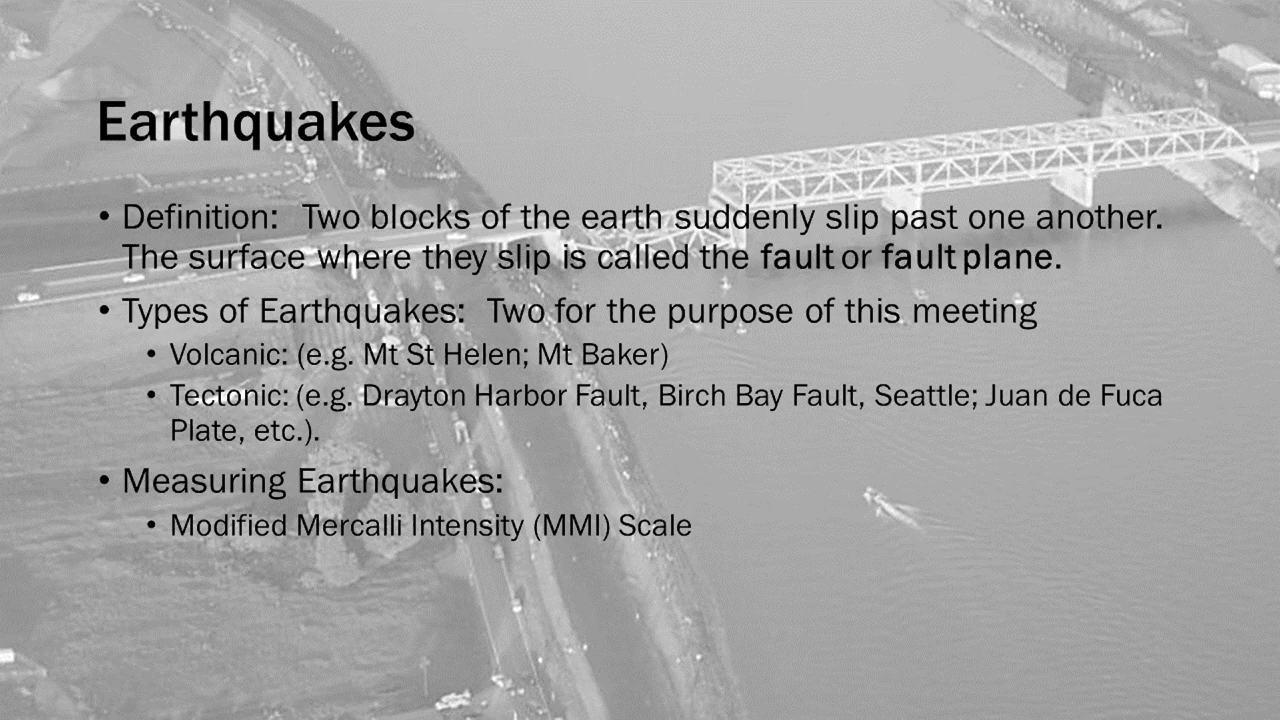 Earthquakes
• Definition:  Two blocks of the earth suddenly slip past one another.
The surface where they slip is called the fault or fault plane.
• Types of Earthquakes:  Two for the purpose of this meeting
• Volcanic: (e.g. Mt St Helen; Mt Baker)
• Tectonic: (e.g. Drayton Harbor Fault, Birch Bay Fault, Seattle; Juan de Fuca
Plate, etc.).
• Measuring Earthquakes:
• Modified Mercalli Intensity (MMI) Scale